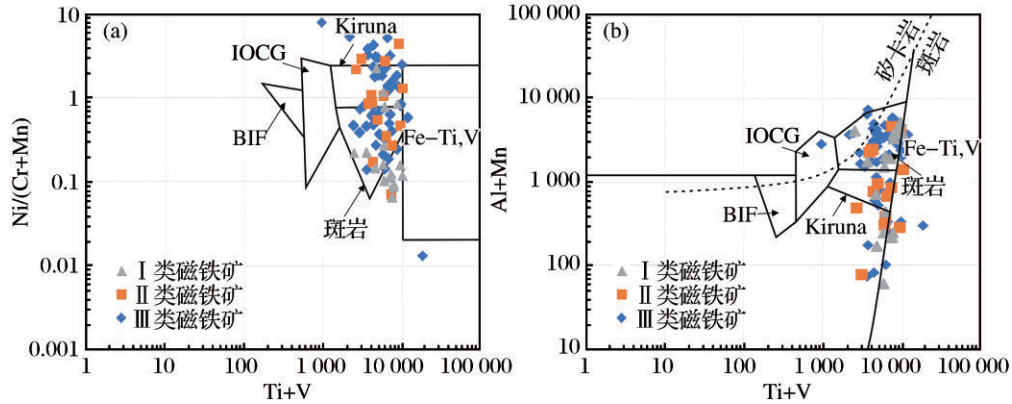 (a)
Kiruna
IOCG
BIF
Fe-Ti,V
斑岩
Ⅰ类磁铁矿
Ⅱ类磁铁矿
Ⅲ类磁铁矿
10
1
0.1
0.01
0.001
Ni/(Cr+Mn)
1
10
100
1 000
10 000
Ti+V
(b)
矽卡岩
斑岩
IOCG
Fe-Ti,V
斑岩
BIF
Kiruna
Ⅰ类磁铁矿
Ⅱ类磁铁矿
Ⅲ类磁铁矿
100 000
10 000
1 000
100
10
Al+Mn
1
10
100
1 000
10 000
100 000
Ti+V